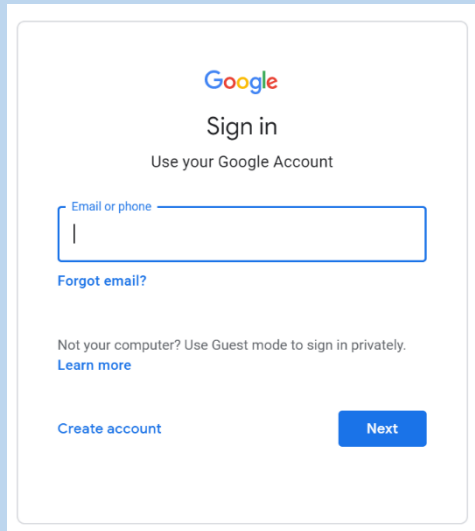 Google
Sign in
Use your Google Account
Email or phone
Forgot email?
Not your computer? Use Guest mode to sign in privately.
Learn more
Create account
Next